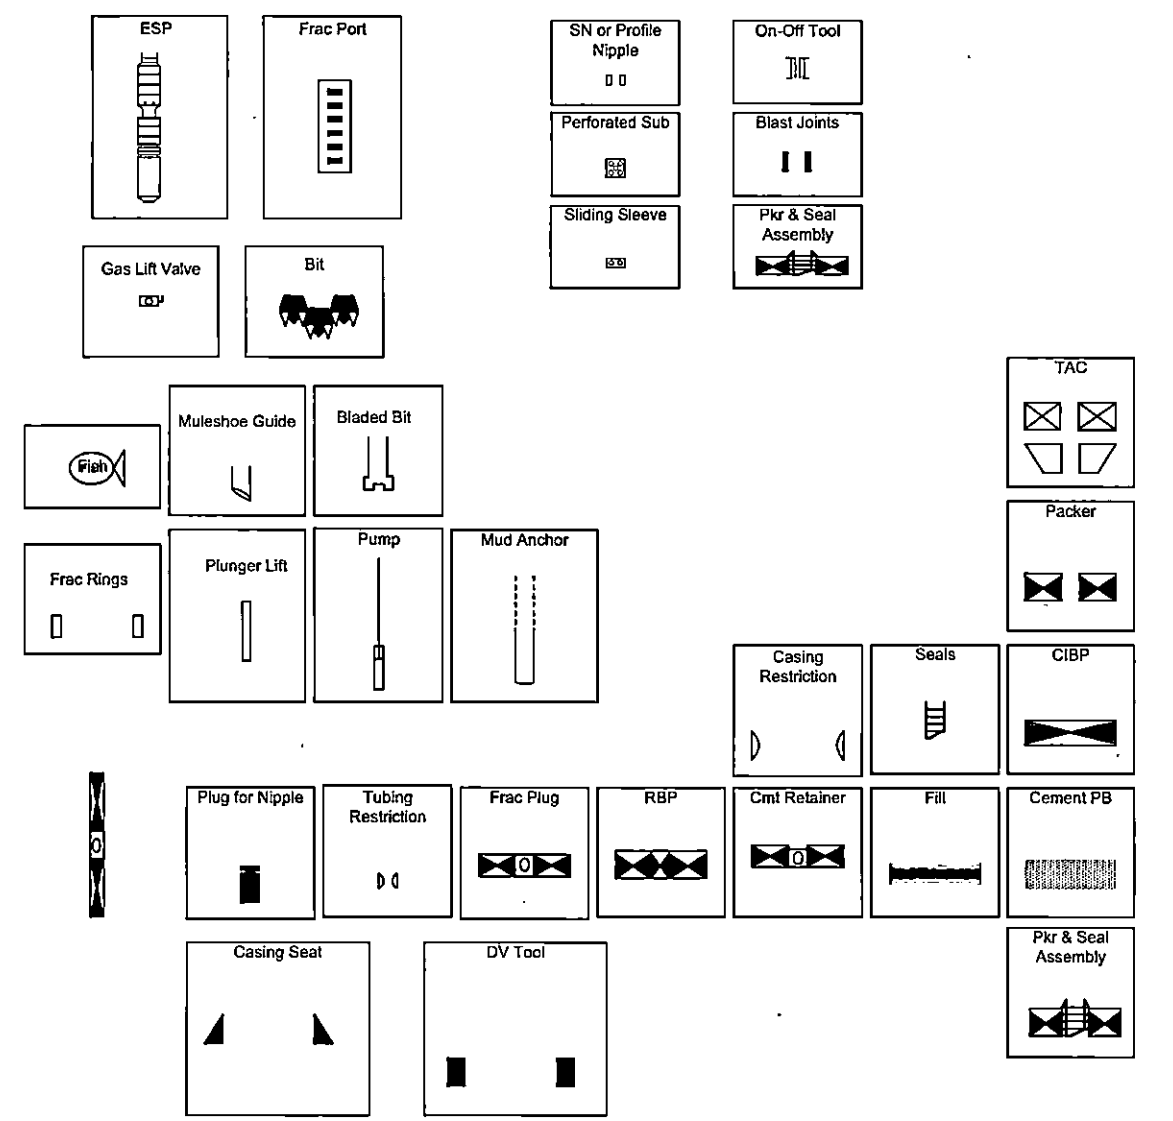 ESP
Frac Port
SN or Profile
Nipple
On-Off Tool
Perforated Sub
Blast Joints
Sliding Sleeve
Pkr & Seal
Assembly
Gas Lift Valve
Bit
TAC
Muleshoe Guide
Bladed Bit
Fish
Packer
Frac Rings
Plunger Lift
Pump
Mud Anchor
Casing
Restriction
Seals
CIBP
Plug for Nipple
Tubing
Restriction
Frac Plug
RBP
Cmt Retainer
Fill
Cement PB
Casing Seat
DV Tool
Pkr & Seal
Assembly